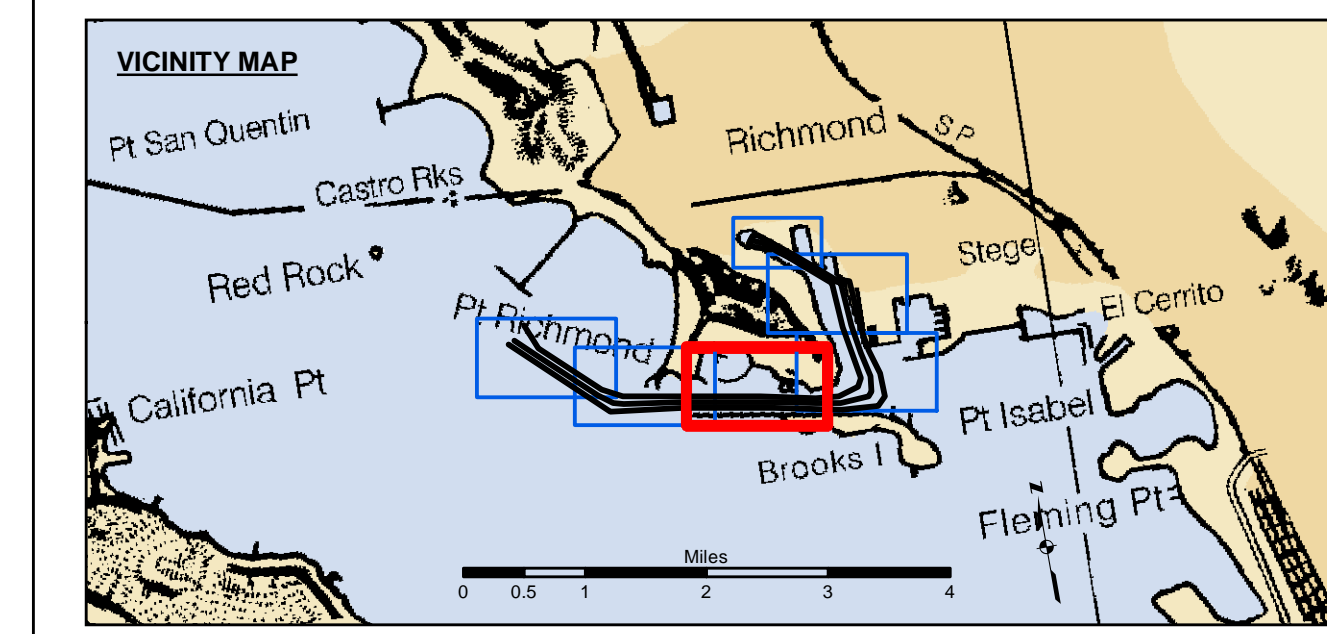 VICINITY MAP
Pt San Quentin
Richmond
S P
Castro Rks
Stege
Red Rock
El Cerrito
Pt Richmond
California Pt
Pt Isabel
Brooks I
Fleming Pt
N
Miles
0 0.5 1 2 3 4